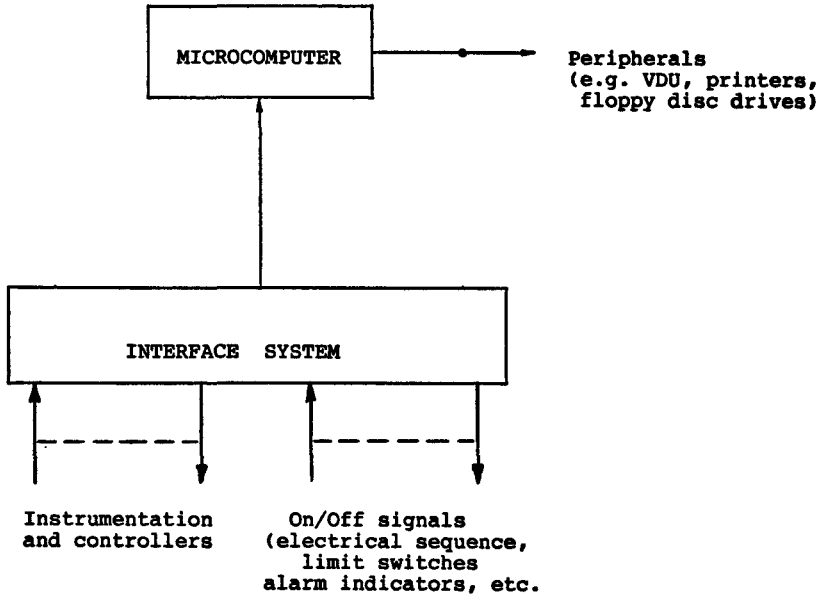 MICROCOMPUTER
Peripherals
(e.g. VDU, printers,
floppy disc drives)
INTERFACE SYSTEM
Instrumentation
and controllers
On/Off signals
(electrical sequence,
limit switches
alarm indicators, etc.